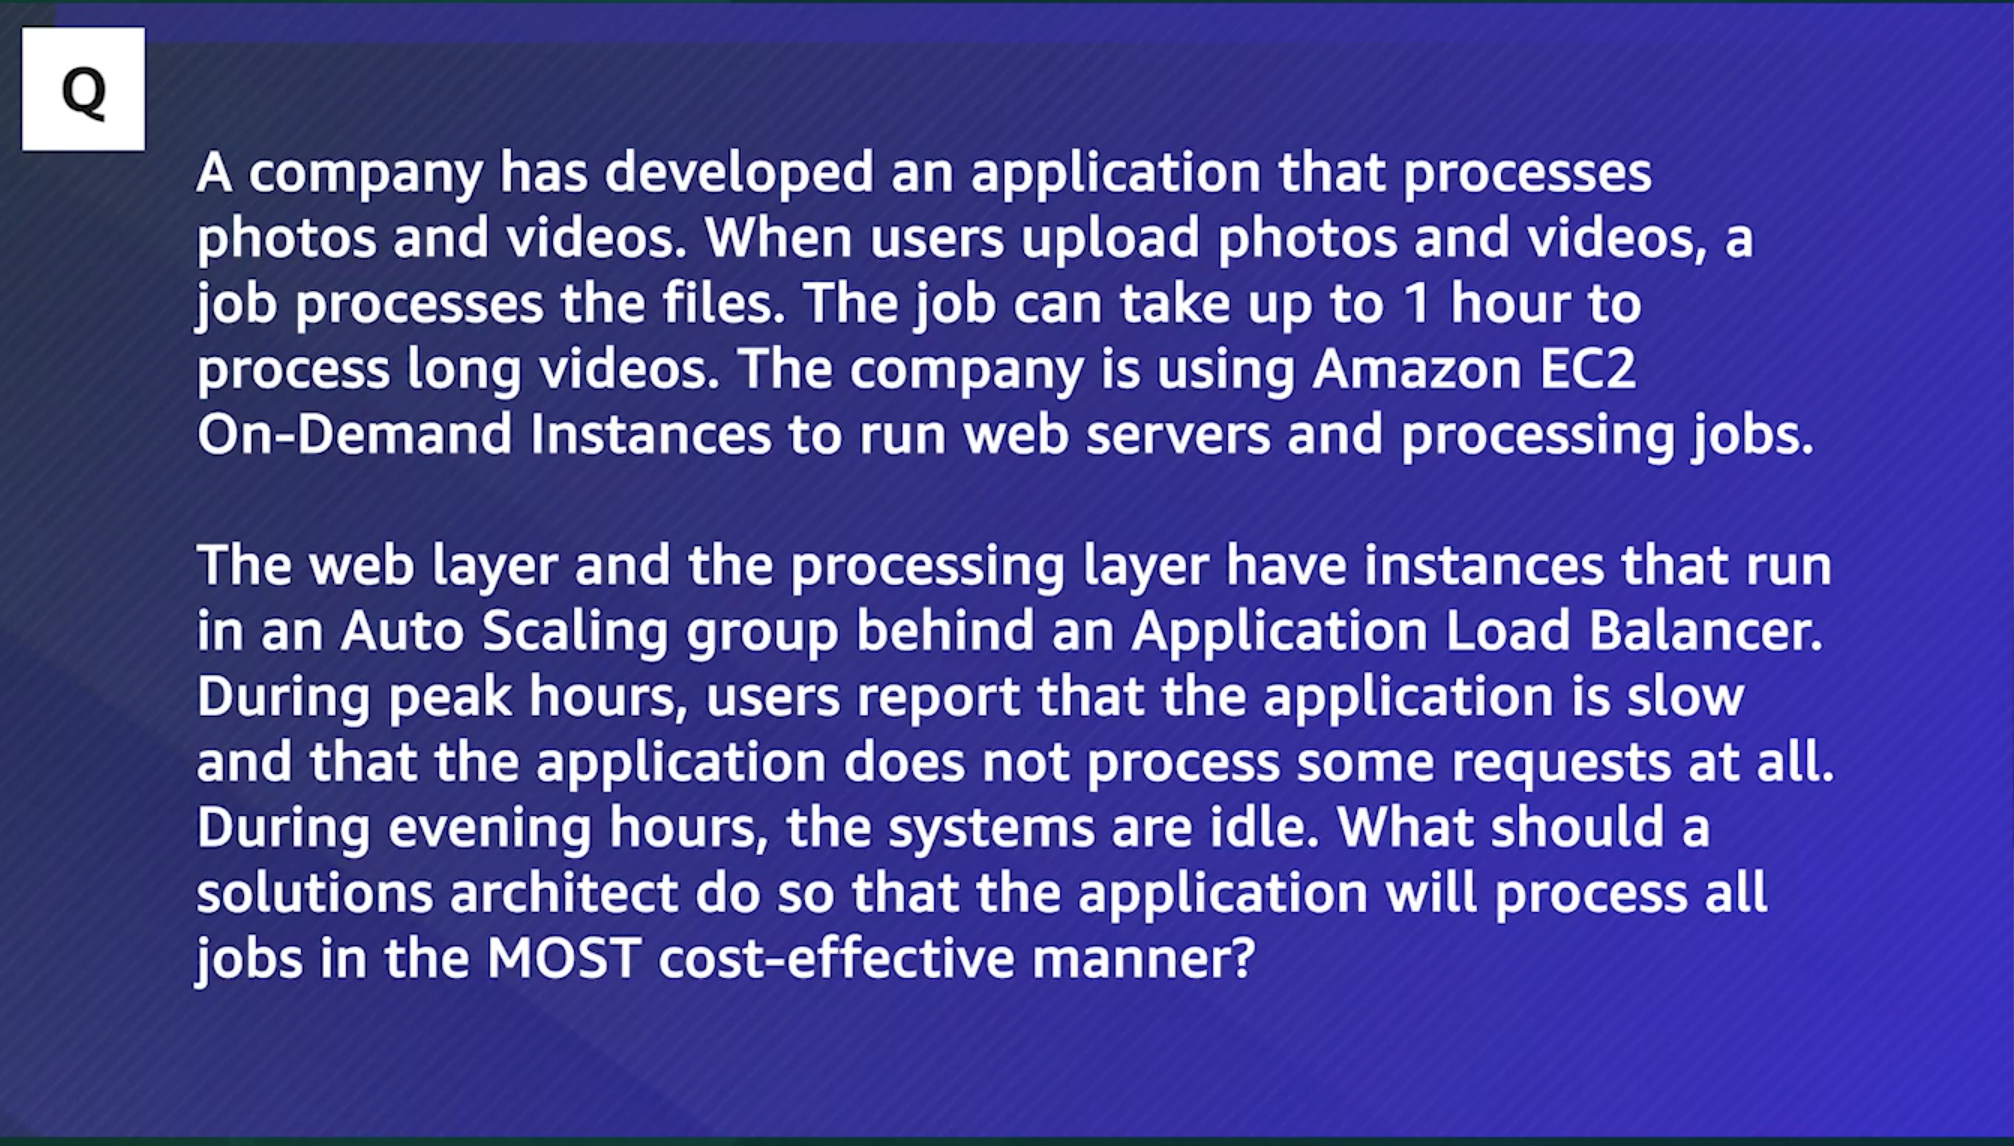 Q
A company has developed an application that processes
photos and videos. When users upload photos and videos, a
job processes the files. The job can take up to 1 hour to
process long videos. The company is using Amazon EC2
On-Demand Instances to run web servers and processing jobs.
The web layer and the processing layer have instances that run
in an Auto Scaling group behind an Application Load Balancer.
During peak hours, users report that the application is slow
and that the application does not process some requests at all.
During evening hours, the systems are idle. What should a
solutions architect do so that the application will process all
jobs in the MOST cost-effective manner?